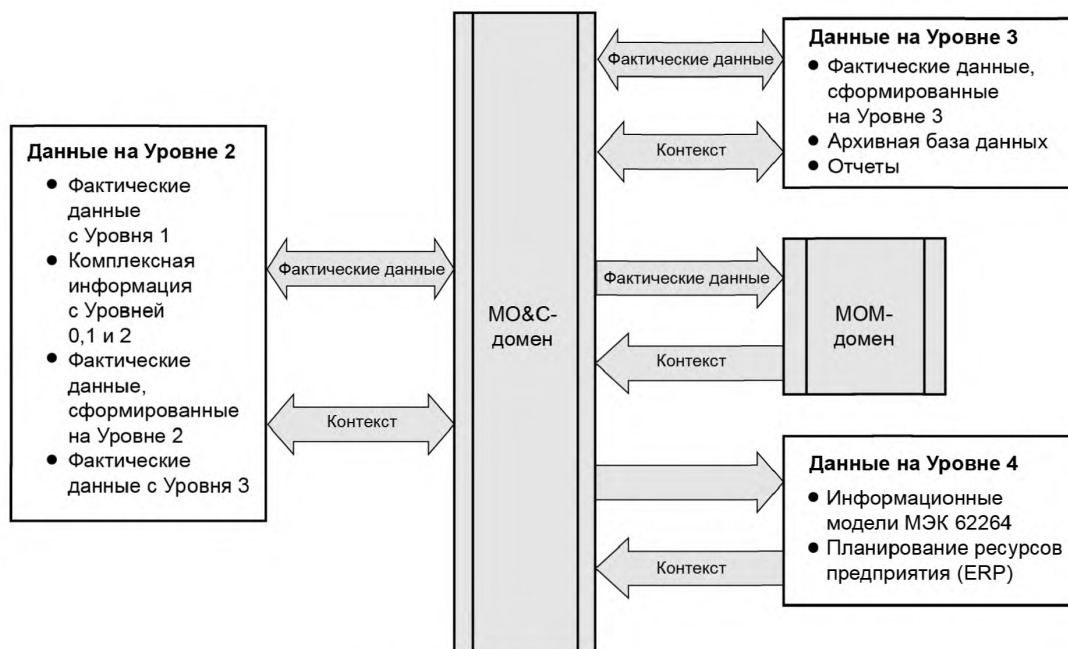 Данные на Уровне 2
● Фактические
данные
с Уровня 1
● Комплексная
информация
с Уровней
0,1 и 2
● Фактические
данные,
сформированные
на Уровне 2
● Фактические
данные с Уровня 3
Фактические данные
Контекст
МО&С-
домен
Фактические данные
Контекст
Фактические данные
Контекст
Контекст
Данные на Уровне 3
● Фактические данные,
сформированные
на Уровне 3
● Архивная база данных
● Отчеты
МОМ-
домен
Данные на Уровне 4
● Информационные
модели МЭК 62264
● Планирование ресурсов
предприятия (ERP)